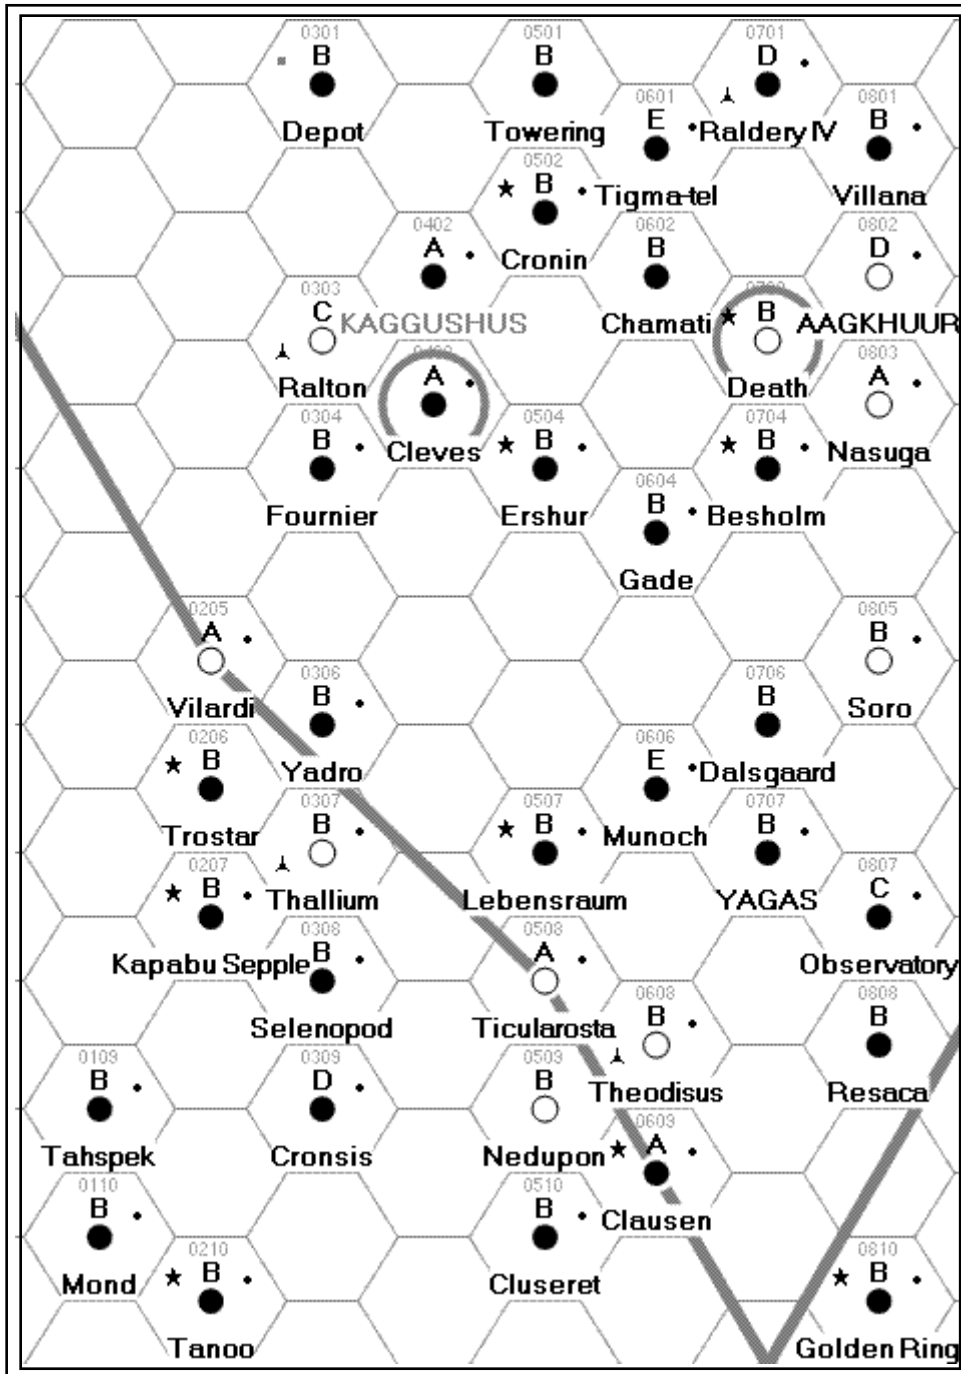 0301
B
Depot
0501
B
Towering
0701
D
Raldery IV
0601
E
Tigma-tel
0801
B
Villana
0502
B
Cronin
0402
A
KAGGUSHUS
0602
B
Chamati
0802
D
AAGKHUUR
0303
C
Ralton
B
Death
A
Cleves
0803
A
Nasuga
0304
B
Fournier
0504
B
Ershur
0704
B
Besholm
0604
B
Gade
0205
A
Vilardi
0805
B
Soro
0306
B
Yadro
0706
B
Dalsgaard
0206
B
Trostar
0606
E
Munoch
0307
B
Thallium
0507
B
Lebensraum
0707
B
YAGAS
0207
B
Kapabu Sepple
0807
C
Observatory
0308
B
Selenopod
0508
A
Ticularosta
0608
B
Theodisus
0808
B
Resaca
0109
B
Tahspek
0309
D
Cronsis
0509
B
Nedupon
0609
A
Clausen
0110
B
Mond
0510
B
Cluseret
0210
B
Tanoo
0810
B
Golden Ring